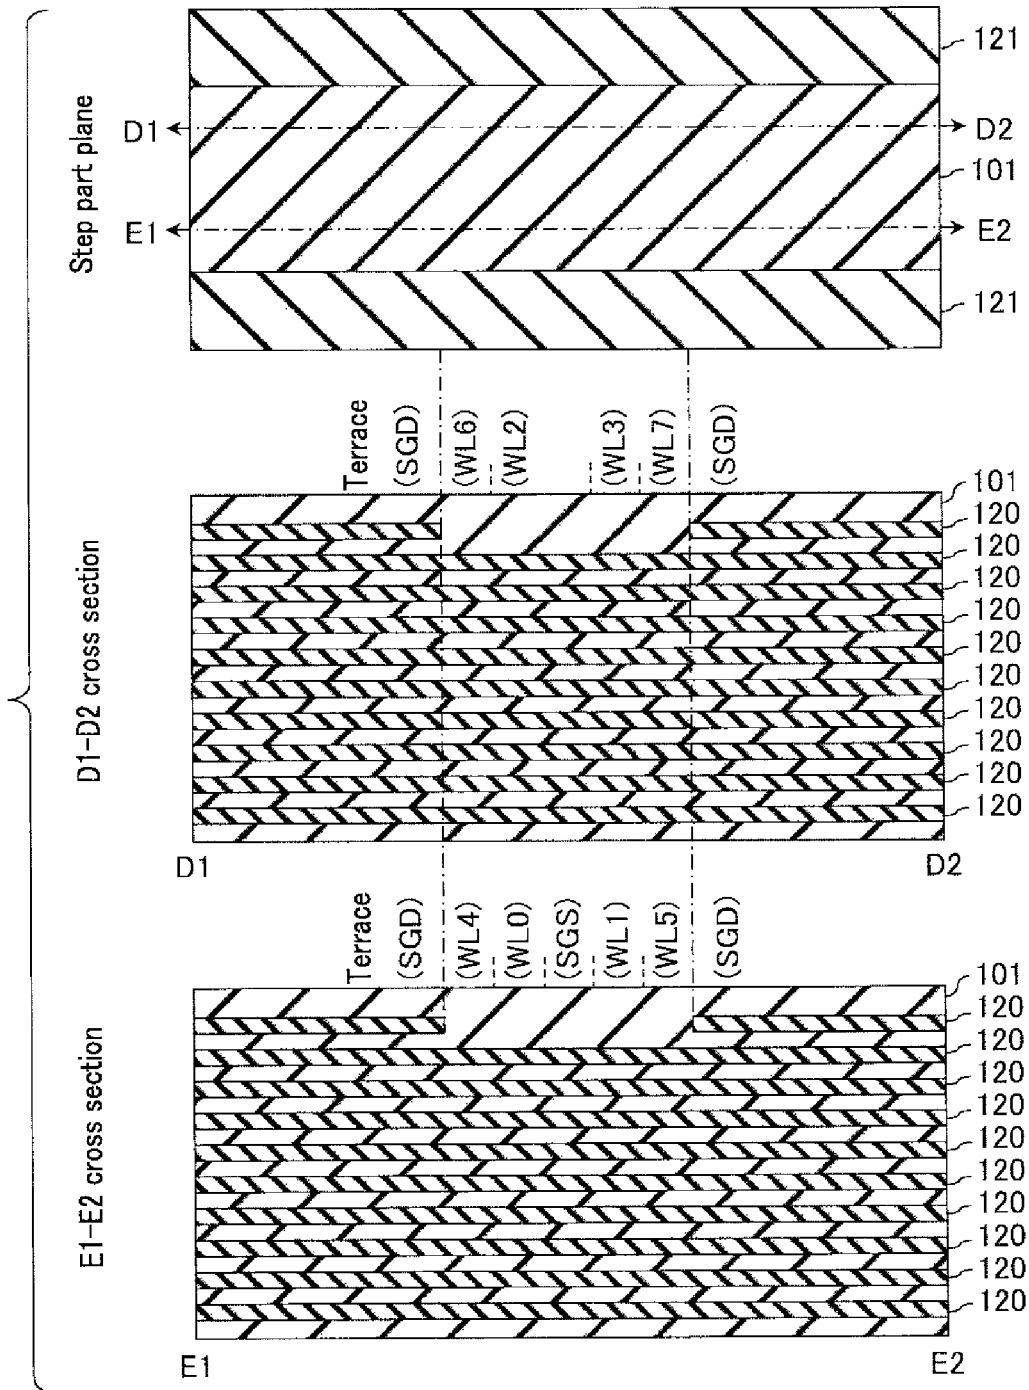 Step part plane
121
D1
D2
101
E1
E2
121
D1-D2 cross section
Terrace
(SGD)
(WL6)
(WL2)
(WL3)
(WL7)
(SGD)
101
120
120
120
120
120
120
120
120
120
120
D1
D2
E1-E2 cross section
Terrace
(SGD)
(WL4)
(WL0)
(SGS)
(WL1)
(WL5)
(SGD)
101
120
120
120
120
120
120
120
120
120
120
E1
E2